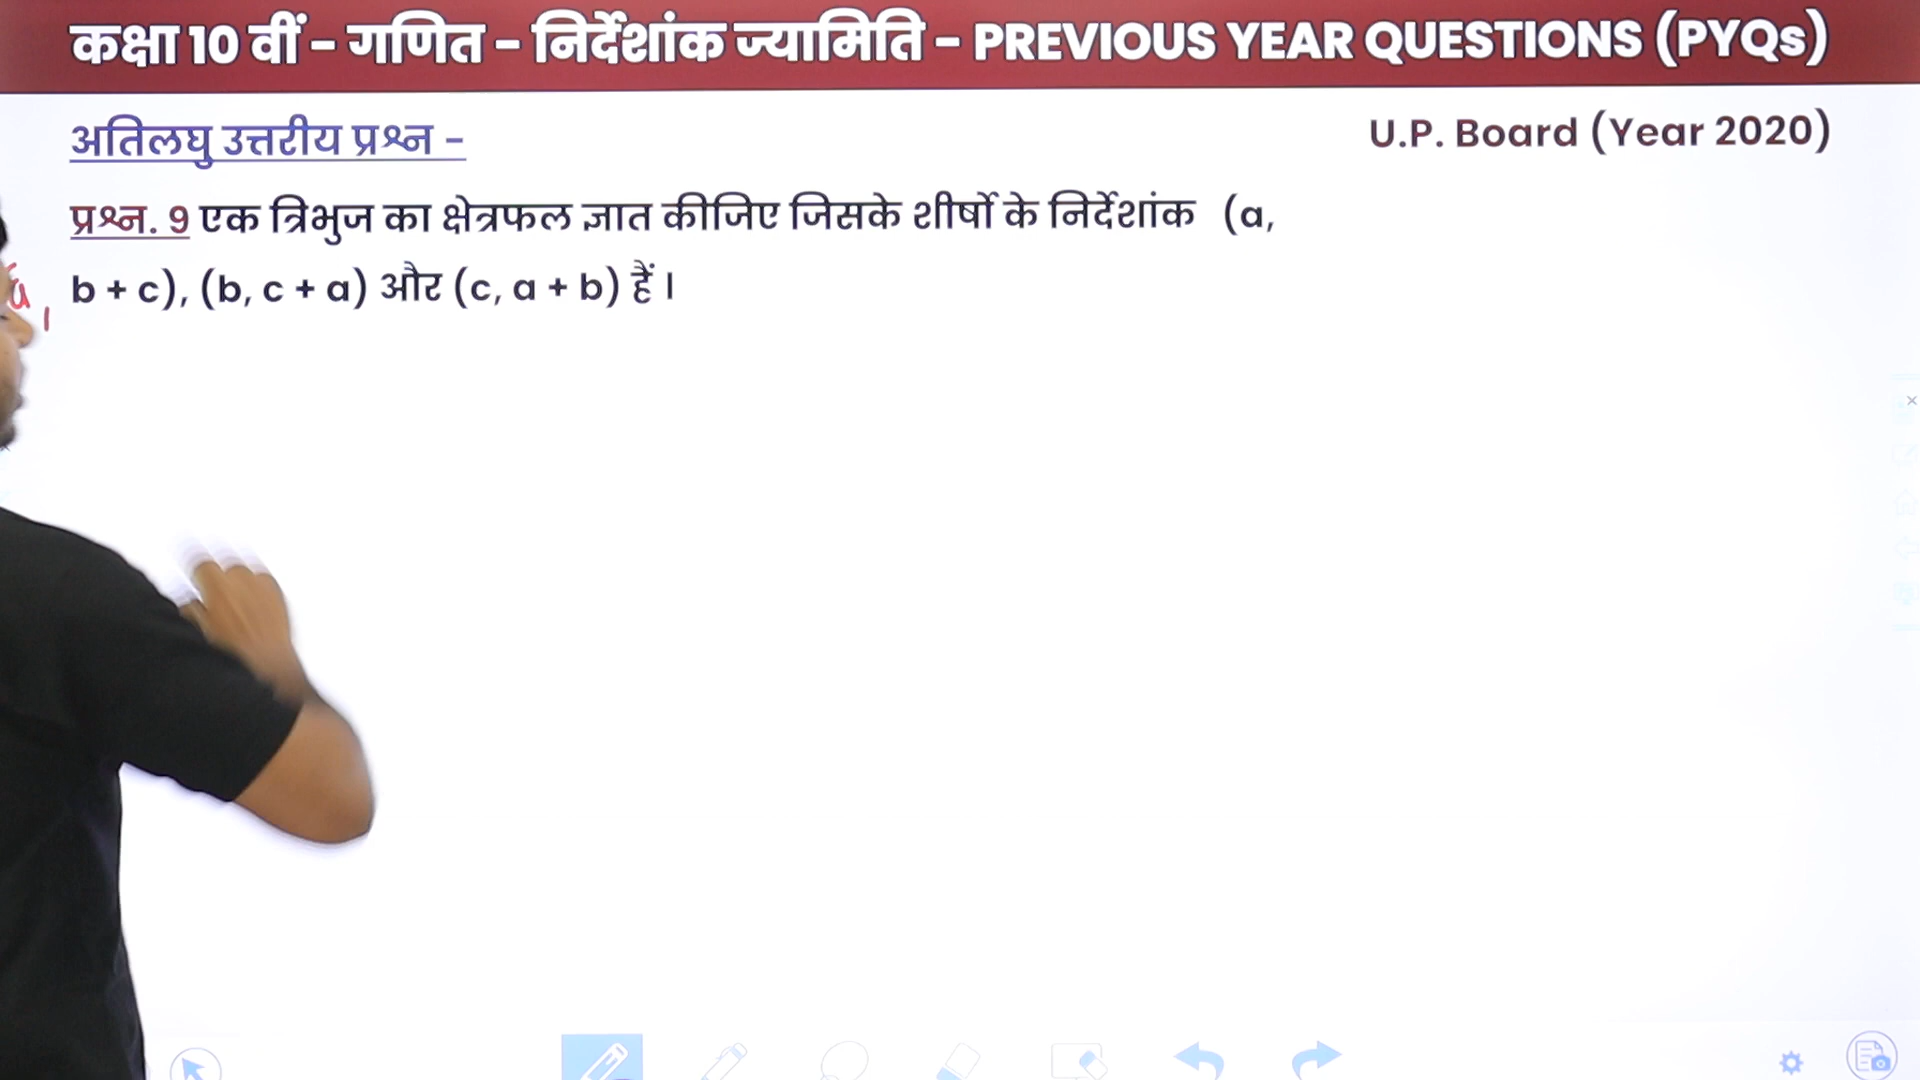 कक्षा 10 वीं - गणित - निर्देशांक ज्यामिति - PREVIOUS YEAR QUESTIONS (PYQs)
अतिलघु उत्तरीय प्रश्न -
U.P. Board (Year 2020)
प्रश्न. 9 एक त्रिभुज का क्षेत्रफल ज्ञात कीजिए जिसके शीर्षो के निर्देशांक (a,
b + c), (b, c + a) और (c, a + b) हैं ।